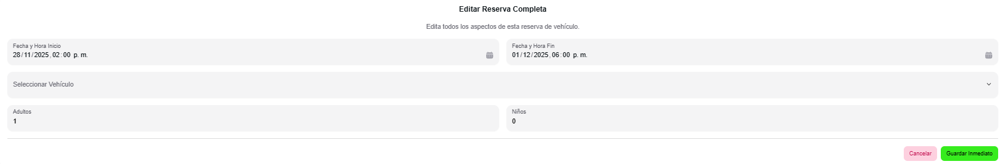 Editar Reserva Completa
Edita todos los aspectos de esta reserva de vehículo.
Fecha y Hora Inicio
28/11/2025, 02:00 p. m.
Fecha y Hora Fin
01/12/2025, 06:00 p. m.
Seleccionar Vehículo
Adultos
1
Niños
0
Cancelar
Guardar Inmediato